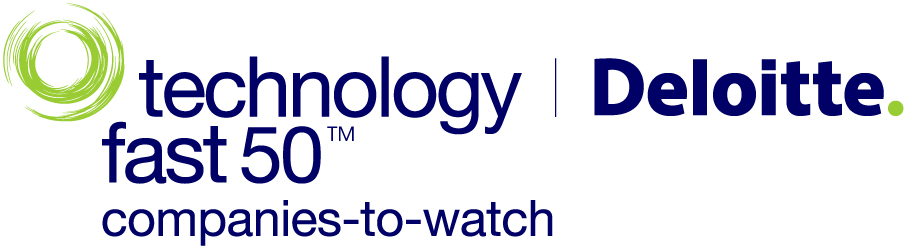 technology | Deloitte.
fast 50™
companies-to-watch